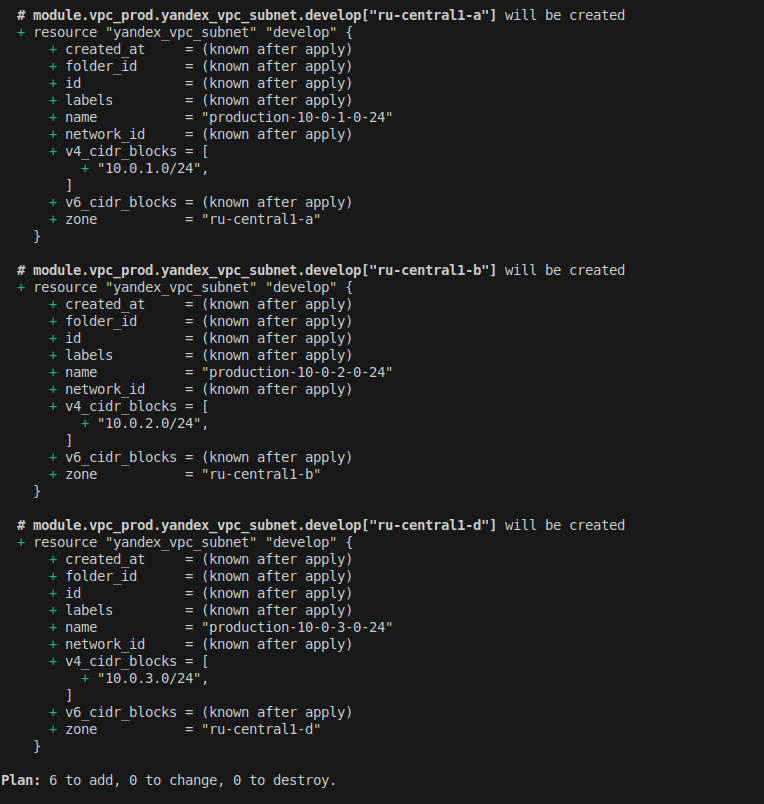 # module.vpc_prod.yandex_vpc_subnet.develop["ru-central1-a"] will be created
+ resource "yandex_vpc_subnet" "develop" {
+ created_at     = (known after apply)
+ folder_id      = (known after apply)
+ id             = (known after apply)
+ labels         = (known after apply)
+ name           = "production-10-0-1-0-24"
+ network_id     = (known after apply)
+ v4_cidr_blocks = [
+ "10.0.1.0/24",
]
+ v6_cidr_blocks = (known after apply)
+ zone           = "ru-central1-a"
}
# module.vpc_prod.yandex_vpc_subnet.develop["ru-central1-b"] will be created
+ resource "yandex_vpc_subnet" "develop" {
+ created_at     = (known after apply)
+ folder_id      = (known after apply)
+ id             = (known after apply)
+ labels         = (known after apply)
+ name           = "production-10-0-2-0-24"
+ network_id     = (known after apply)
+ v4_cidr_blocks = [
+ "10.0.2.0/24",
]
+ v6_cidr_blocks = (known after apply)
+ zone           = "ru-central1-b"
}
# module.vpc_prod.yandex_vpc_subnet.develop["ru-central1-d"] will be created
+ resource "yandex_vpc_subnet" "develop" {
+ created_at     = (known after apply)
+ folder_id      = (known after apply)
+ id             = (known after apply)
+ labels         = (known after apply)
+ name           = "production-10-0-3-0-24"
+ network_id     = (known after apply)
+ v4_cidr_blocks = [
+ "10.0.3.0/24",
]
+ v6_cidr_blocks = (known after apply)
+ zone           = "ru-central1-d"
}
Plan: 6 to add, 0 to change, 0 to destroy.